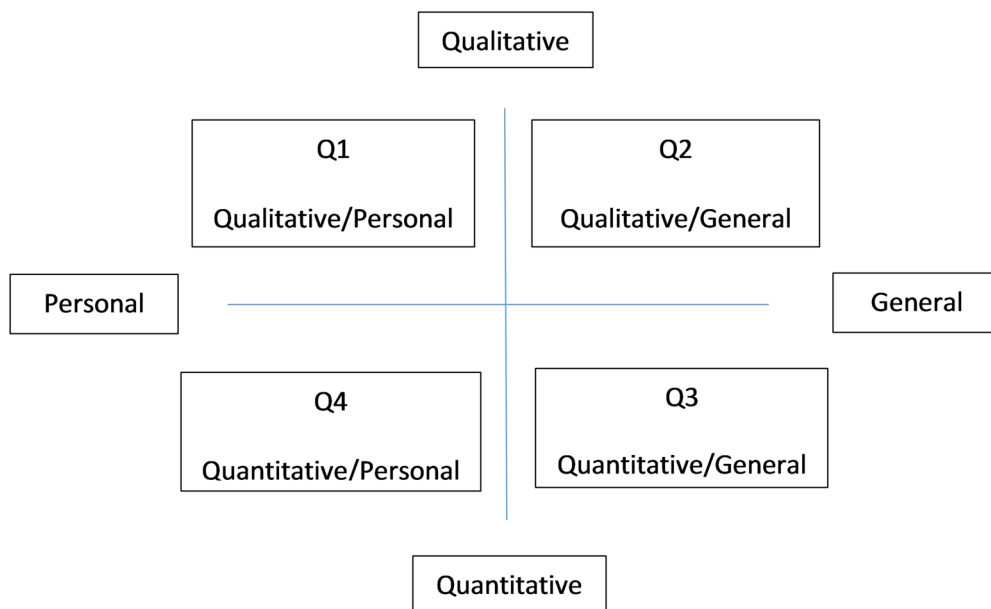 Qualitative
Q1
Qualitative/Personal
Q2
Qualitative/General
Personal
General
Q4
Quantitative/Personal
Q3
Quantitative/General
Quantitative